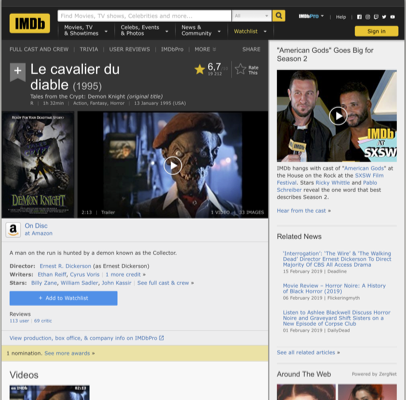 IMDb
Find Movies, TV shows, Celebrities and more...
All
IMDbPro
Help
Movies, TV & Showtimes
Celebs, Events & Photos
News & Community
Watchlist
Sign in
FULL CAST AND CREW | TRIVIA | USER REVIEWS | IMDbPro | MORE
SHARE
Le cavalier du
diable (1995)
Tales from the Crypt: Demon Knight (original title)
R | 1h 32min | Action, Fantasy, Horror | 13 January 1995 (USA)
6,7
Rate This
DEMON KNIGHT
2:13 | Trailer
On Disc
at Amazon
A man on the run is hunted by a demon known as the Collector.
Director: Ernest R. Dickerson (as Ernest Dickerson)
Writers: Ethan Reiff, Cyrus Voris | 1 more credit »
Stars: Billy Zane, William Sadler, John Kassir | See full cast & crew »
+ Add to Watchlist
Reviews
View production, box office, & company info on IMDbPro
1 nomination. See more awards »
Videos
"American Gods" Goes Big for
Season 2
IMDb
SXSW
IMDb hangs with cast of "American Gods" at
the House on the Rock at the SXSW Film
Festival. Stars Ricky Whittle and Pablo
Schreiber reveal the one word that best
describes Season 2.
Hear from the cast »
Related News
'Interrogation': 'The Wire' & 'The Walking
Dead' Director Ernest Dickerson To Direct
Majority Of CBS All Access Drama
15 February 2019 | Deadline
Movie Review – Horror Noire: A History
of Black Horror (2019)
06 February 2019 | Flickeringmyth
Listen to Ashlee Blackwell Discuss Horror
Noire and Graveyard Shift Sisters on a
New Episode of Corpse Club
01 February 2019 | DailyDead
See all related articles »
Around The Web
Powered by ZergNet